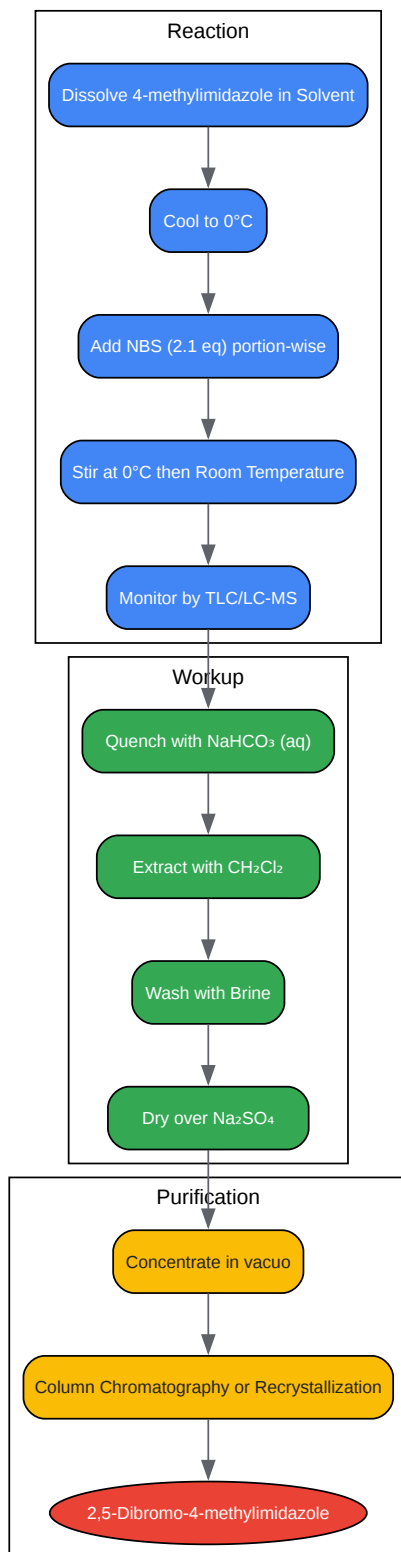 Reaction
Dissolve 4-methylimidazole in Solvent
Cool to 0°C
Add NBS (2.1 eq) portion-wise
Stir at 0°C then Room Temperature
Monitor by TLC/LC-MS
Workup
Quench with NaHCO₃ (aq)
Extract with CH₂Cl₂
Wash with Brine
Dry over Na₂SO₄
Purification
Concentrate in vacuo
Column Chromatography or Recrystallization
2,5-Dibromo-4-methylimidazole